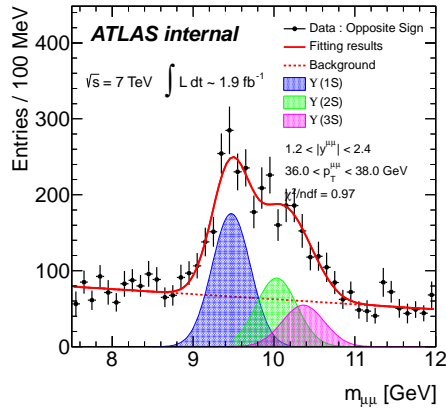 Entries / 100 MeV
400
300
200
100
0
ATLAS internal
√s = 7 TeV ∫ L dt ~ 1.9 fb⁻¹
Data : Opposite Sign
Fitting results
Background
Υ (1S)
Υ (2S)
Υ (3S)
1.2 < |y^μμ| < 2.4
36.0 < p_T^μμ < 38.0 GeV
χ²/ndf = 0.97
8 9 10 11 12
m_μμ [GeV]